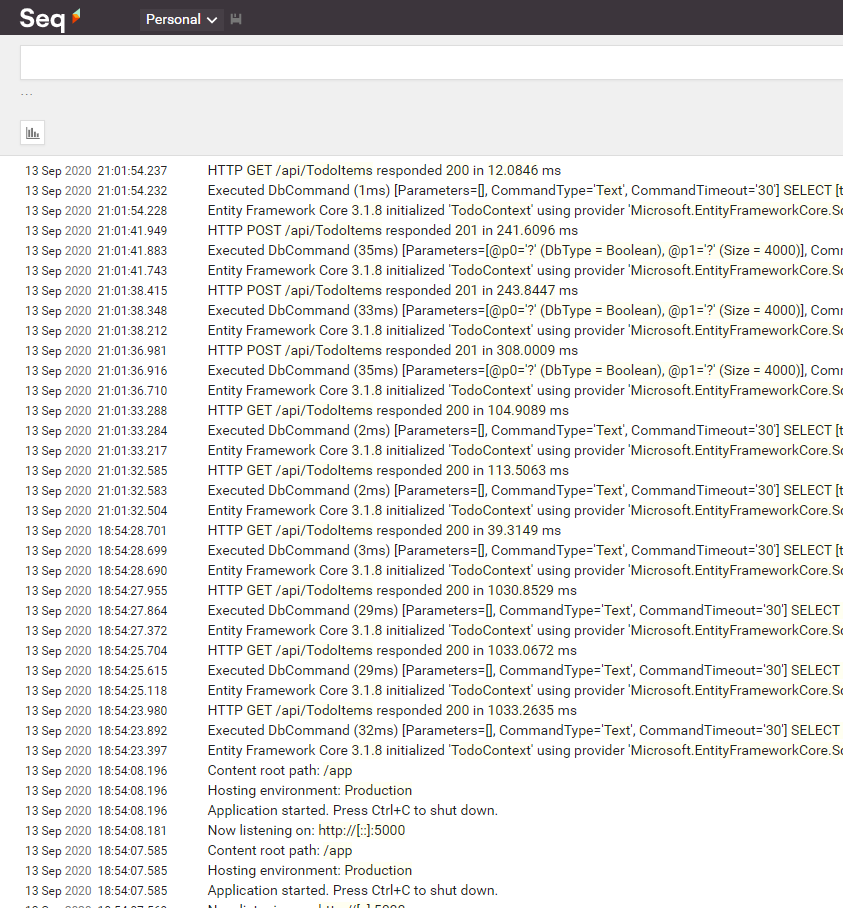 Seq
Personal
...
13 Sep 2020 21:01:54.237 HTTP GET /api/TodoItems responded 200 in 12.0846 ms
13 Sep 2020 21:01:54.232 Executed DbCommand (1ms) [Parameters=[], CommandType='Text', CommandTimeout='30'] SELECT [t
13 Sep 2020 21:01:54.228 Entity Framework Core 3.1.8 initialized 'TodoContext' using provider 'Microsoft.EntityFrameworkCore.Sq
13 Sep 2020 21:01:41.949 HTTP POST /api/TodoItems responded 201 in 241.6096 ms
13 Sep 2020 21:01:41.883 Executed DbCommand (35ms) [Parameters=[@p0='?' (DbType = Boolean), @p1='?' (Size = 4000)], Comm
13 Sep 2020 21:01:41.743 Entity Framework Core 3.1.8 initialized 'TodoContext' using provider 'Microsoft.EntityFrameworkCore.Sq
13 Sep 2020 21:01:38.415 HTTP POST /api/TodoItems responded 201 in 243.8447 ms
13 Sep 2020 21:01:38.348 Executed DbCommand (33ms) [Parameters=[@p0='?' (DbType = Boolean), @p1='?' (Size = 4000)], Comm
13 Sep 2020 21:01:38.212 Entity Framework Core 3.1.8 initialized 'TodoContext' using provider 'Microsoft.EntityFrameworkCore.Sq
13 Sep 2020 21:01:36.981 HTTP POST /api/TodoItems responded 201 in 308.0009 ms
13 Sep 2020 21:01:36.916 Executed DbCommand (35ms) [Parameters=[@p0='?' (DbType = Boolean), @p1='?' (Size = 4000)], Comm
13 Sep 2020 21:01:36.710 Entity Framework Core 3.1.8 initialized 'TodoContext' using provider 'Microsoft.EntityFrameworkCore.Sq
13 Sep 2020 21:01:33.288 HTTP GET /api/TodoItems responded 200 in 104.9089 ms
13 Sep 2020 21:01:33.284 Executed DbCommand (2ms) [Parameters=[], CommandType='Text', CommandTimeout='30'] SELECT [t
13 Sep 2020 21:01:33.217 Entity Framework Core 3.1.8 initialized 'TodoContext' using provider 'Microsoft.EntityFrameworkCore.Sq
13 Sep 2020 21:01:32.585 HTTP GET /api/TodoItems responded 200 in 113.5063 ms
13 Sep 2020 21:01:32.583 Executed DbCommand (2ms) [Parameters=[], CommandType='Text', CommandTimeout='30'] SELECT [t
13 Sep 2020 21:01:32.504 Entity Framework Core 3.1.8 initialized 'TodoContext' using provider 'Microsoft.EntityFrameworkCore.Sq
13 Sep 2020 18:54:28.701 HTTP GET /api/TodoItems responded 200 in 39.3149 ms
13 Sep 2020 18:54:28.699 Executed DbCommand (3ms) [Parameters=[], CommandType='Text', CommandTimeout='30'] SELECT [t
13 Sep 2020 18:54:28.690 Entity Framework Core 3.1.8 initialized 'TodoContext' using provider 'Microsoft.EntityFrameworkCore.Sq
13 Sep 2020 18:54:27.955 HTTP GET /api/TodoItems responded 200 in 1030.8529 ms
13 Sep 2020 18:54:27.864 Executed DbCommand (29ms) [Parameters=[], CommandType='Text', CommandTimeout='30'] SELECT
13 Sep 2020 18:54:27.372 Entity Framework Core 3.1.8 initialized 'TodoContext' using provider 'Microsoft.EntityFrameworkCore.Sq
13 Sep 2020 18:54:25.704 HTTP GET /api/TodoItems responded 200 in 1033.0672 ms
13 Sep 2020 18:54:25.615 Executed DbCommand (29ms) [Parameters=[], CommandType='Text', CommandTimeout='30'] SELECT
13 Sep 2020 18:54:25.118 Entity Framework Core 3.1.8 initialized 'TodoContext' using provider 'Microsoft.EntityFrameworkCore.Sq
13 Sep 2020 18:54:23.980 HTTP GET /api/TodoItems responded 200 in 1033.2635 ms
13 Sep 2020 18:54:23.892 Executed DbCommand (32ms) [Parameters=[], CommandType='Text', CommandTimeout='30'] SELECT
13 Sep 2020 18:54:23.397 Entity Framework Core 3.1.8 initialized 'TodoContext' using provider 'Microsoft.EntityFrameworkCore.Sq
13 Sep 2020 18:54:08.196 Content root path: /app
13 Sep 2020 18:54:08.196 Hosting environment: Production
13 Sep 2020 18:54:08.196 Application started. Press Ctrl+C to shut down.
13 Sep 2020 18:54:08.181 Now listening on: http://[::]:5000
13 Sep 2020 18:54:07.585 Content root path: /app
13 Sep 2020 18:54:07.585 Hosting environment: Production
13 Sep 2020 18:54:07.585 Application started. Press Ctrl+C to shut down.